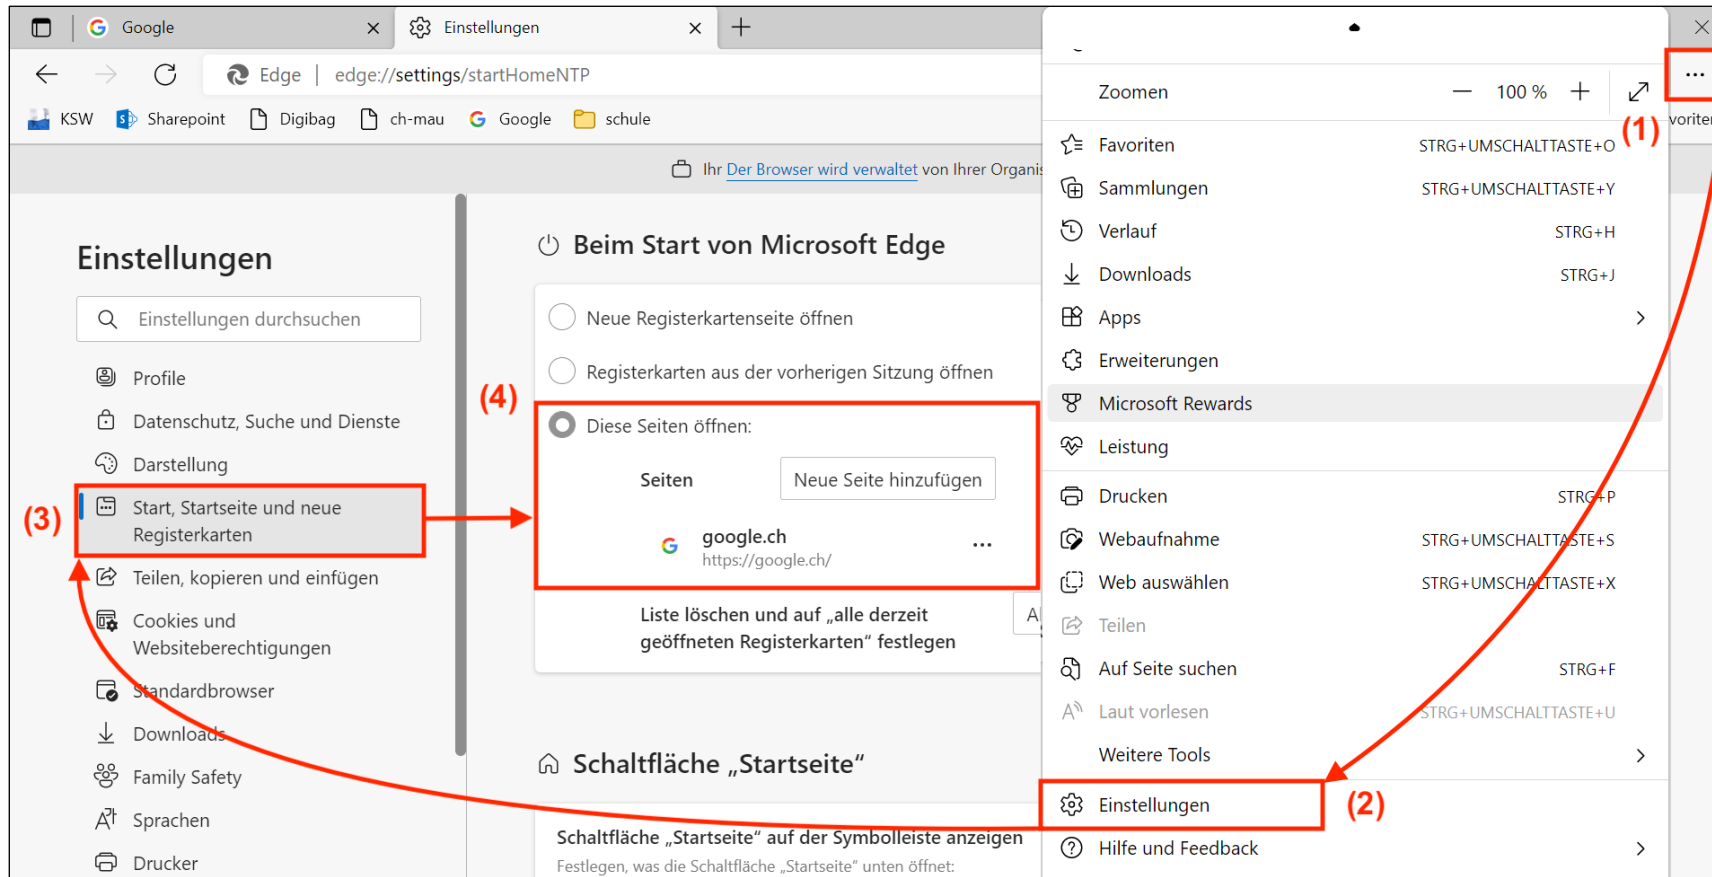 Google
Einstellungen
Edge | edge://settings/startHomeNTP
KSW
Sharepoint
Digibag
ch-mau
Google
schule
Ihr Der Browser wird verwaltet von Ihrer
Einstellungen
Einstellungen durchsuchen
Profile
Datenschutz, Suche und Dienste
Darstellung
(3)
Start, Startseite und neue
Registerkarten
Teilen, kopieren und einfügen
Cookies und
Websiteberechtigungen
Standardbrowser
Downloads
Family Safety
Sprachen
Drucker
Beim Start von Microsoft Edge
Neue Registerkartenseite öffnen
Registerkarten aus der vorherigen Sitzung öffnen
(4)
Diese Seiten öffnen:
Seiten
Neue Seite hinzufügen
google.ch
https://google.ch/
Liste löschen und auf „alle derzeit
geöffneten Registerkarten“ festlegen
Schaltfläche „Startseite“
Schaltfläche „Startseite“ auf der Symbolleiste anzeigen
Festlegen, was die Schaltfläche „Startseite“ unten öffnet:
Zoomen 100 %
(1)
Favoriten STRG+UMSCHALTTASTE+O
Sammlungen STRG+UMSCHALTTASTE+Y
Verlauf STRG+H
Downloads STRG+J
Apps
Erweiterungen
Microsoft Rewards
Leistung
Drucken STRG+P
Webaufnahme STRG+UMSCHALTTASTE+S
Web auswählen STRG+UMSCHALTTASTE+X
Teilen
Auf Seite suchen STRG+F
Laut vorlesen STRG+UMSCHALTTASTE+U
Weitere Tools
Einstellungen (2)
Hilfe und Feedback